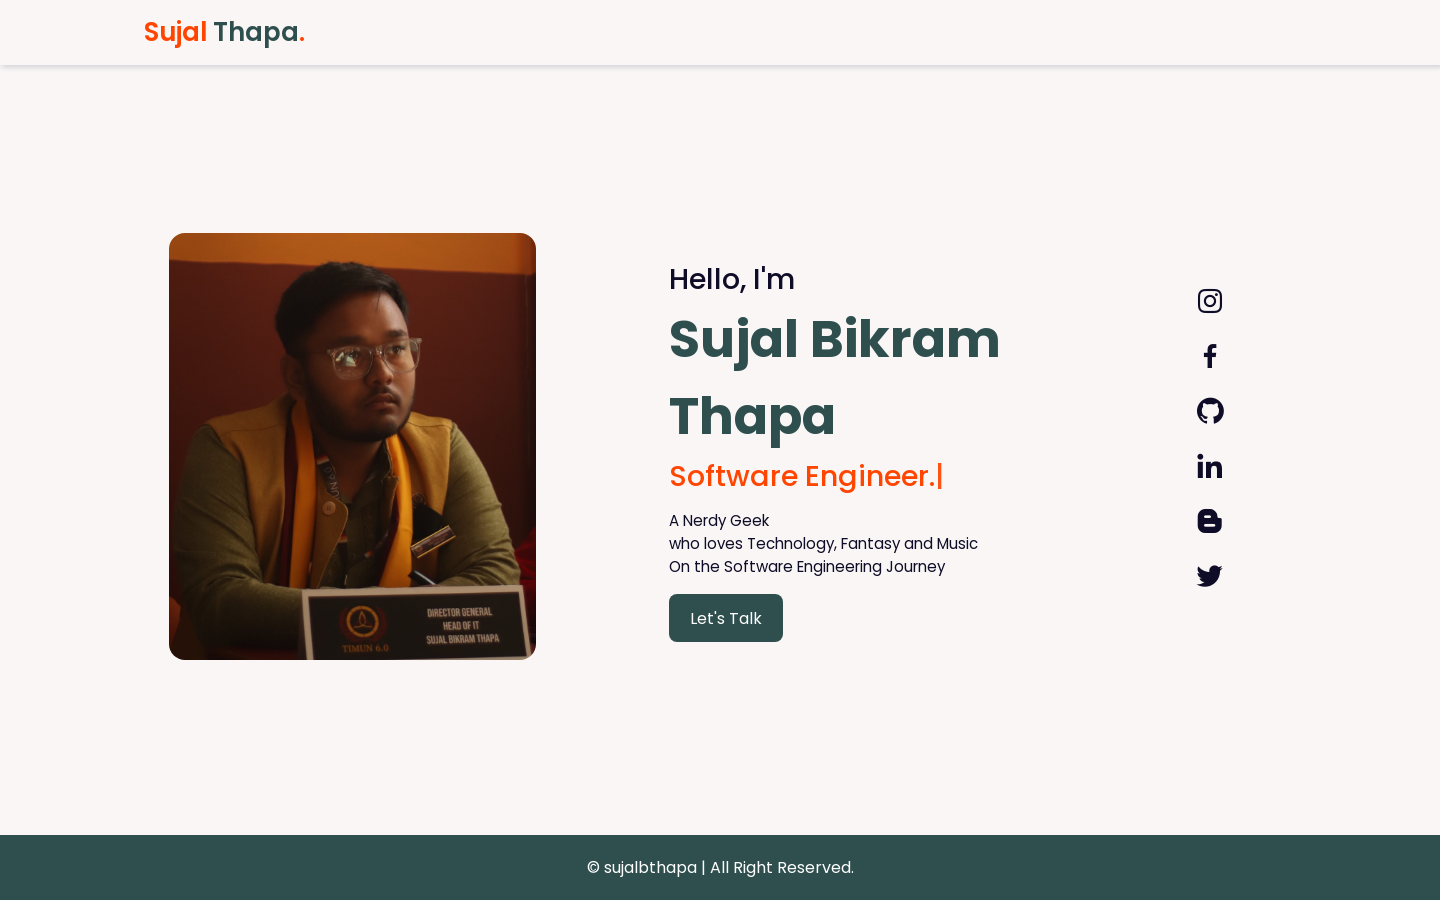 Sujal Thapa.
Hello, I'm
Sujal Bikram
Thapa
Software Engineer.|
A Nerdy Geek
who loves Technology, Fantasy and Music
On the Software Engineering Journey
Let's Talk
DIRECTOR GENERAL
HEAD OF IT
SUJAL BIKRAM THAPA
TIMUN 6.0
© sujalbthapa | All Right Reserved.